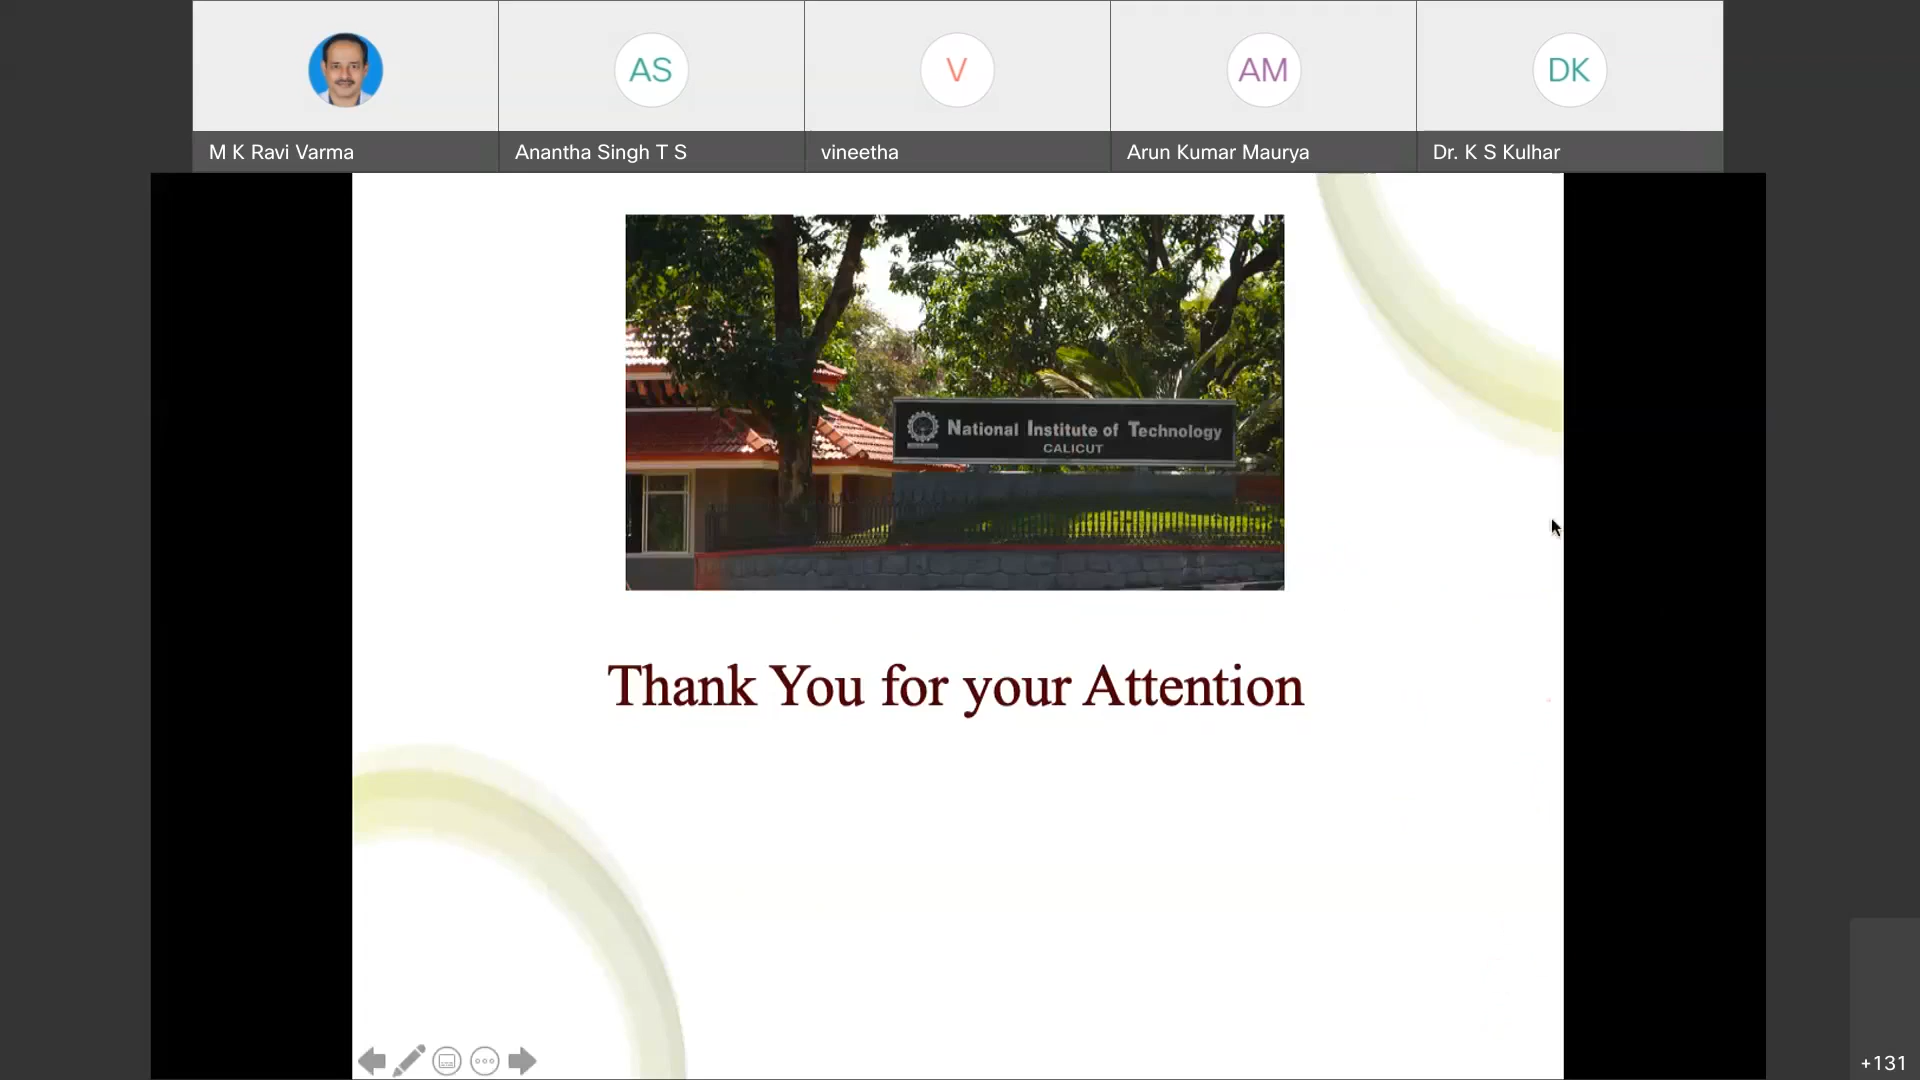 AS
V
AM
DK
M K Ravi Varma
Anantha Singh T S
vineetha
Arun Kumar Maurya
Dr. K S Kulhar
National Institute of Technology
CALICUT
Thank You for your Attention
+131